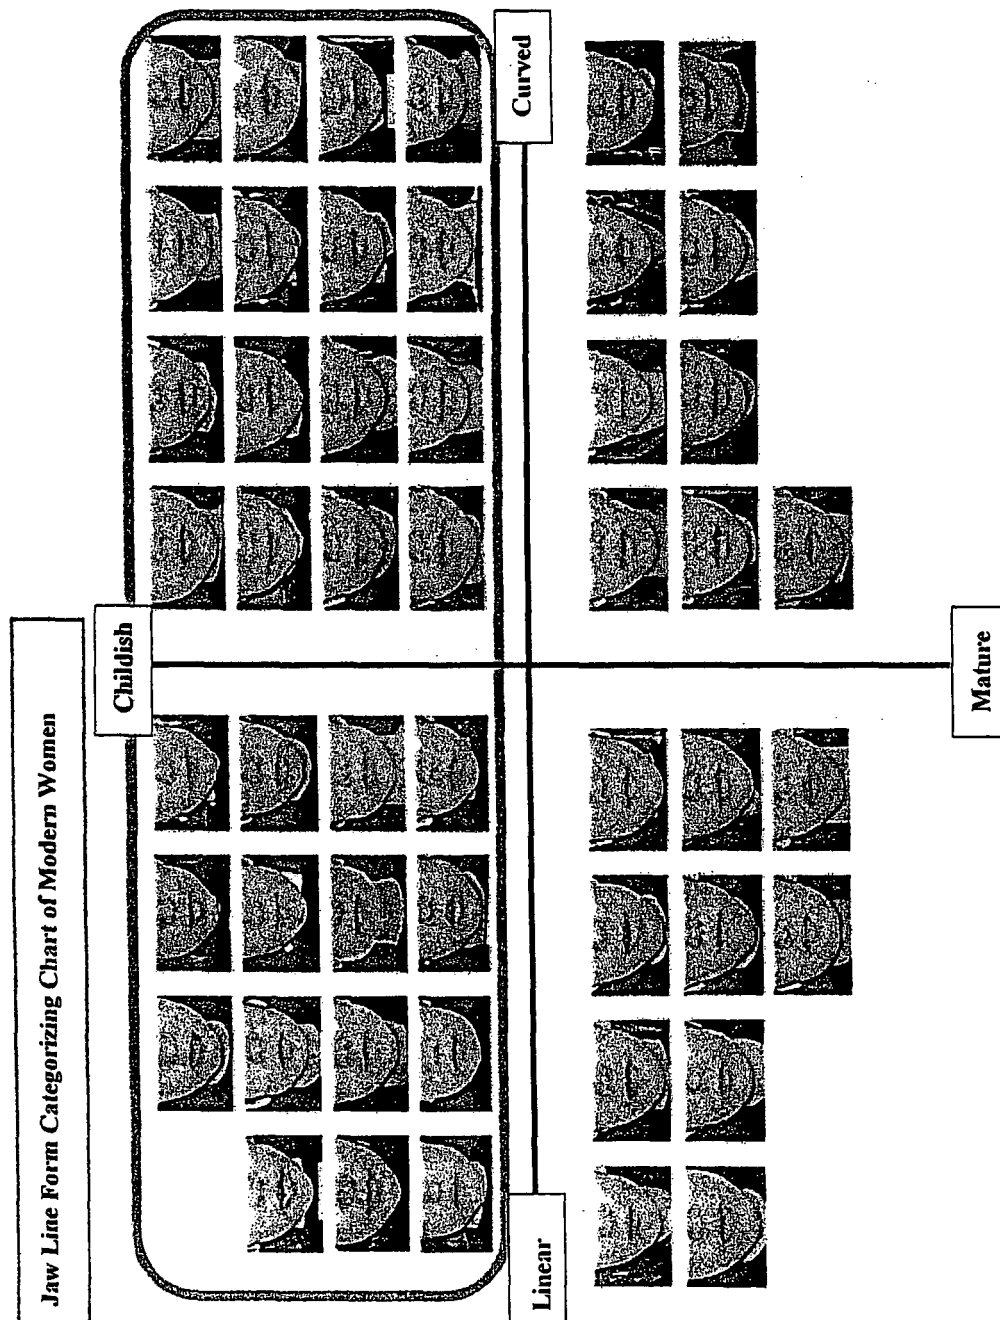 Jaw Line Form Categorizing Chart of Modern Women
Childish
Linear
Curved
Mature